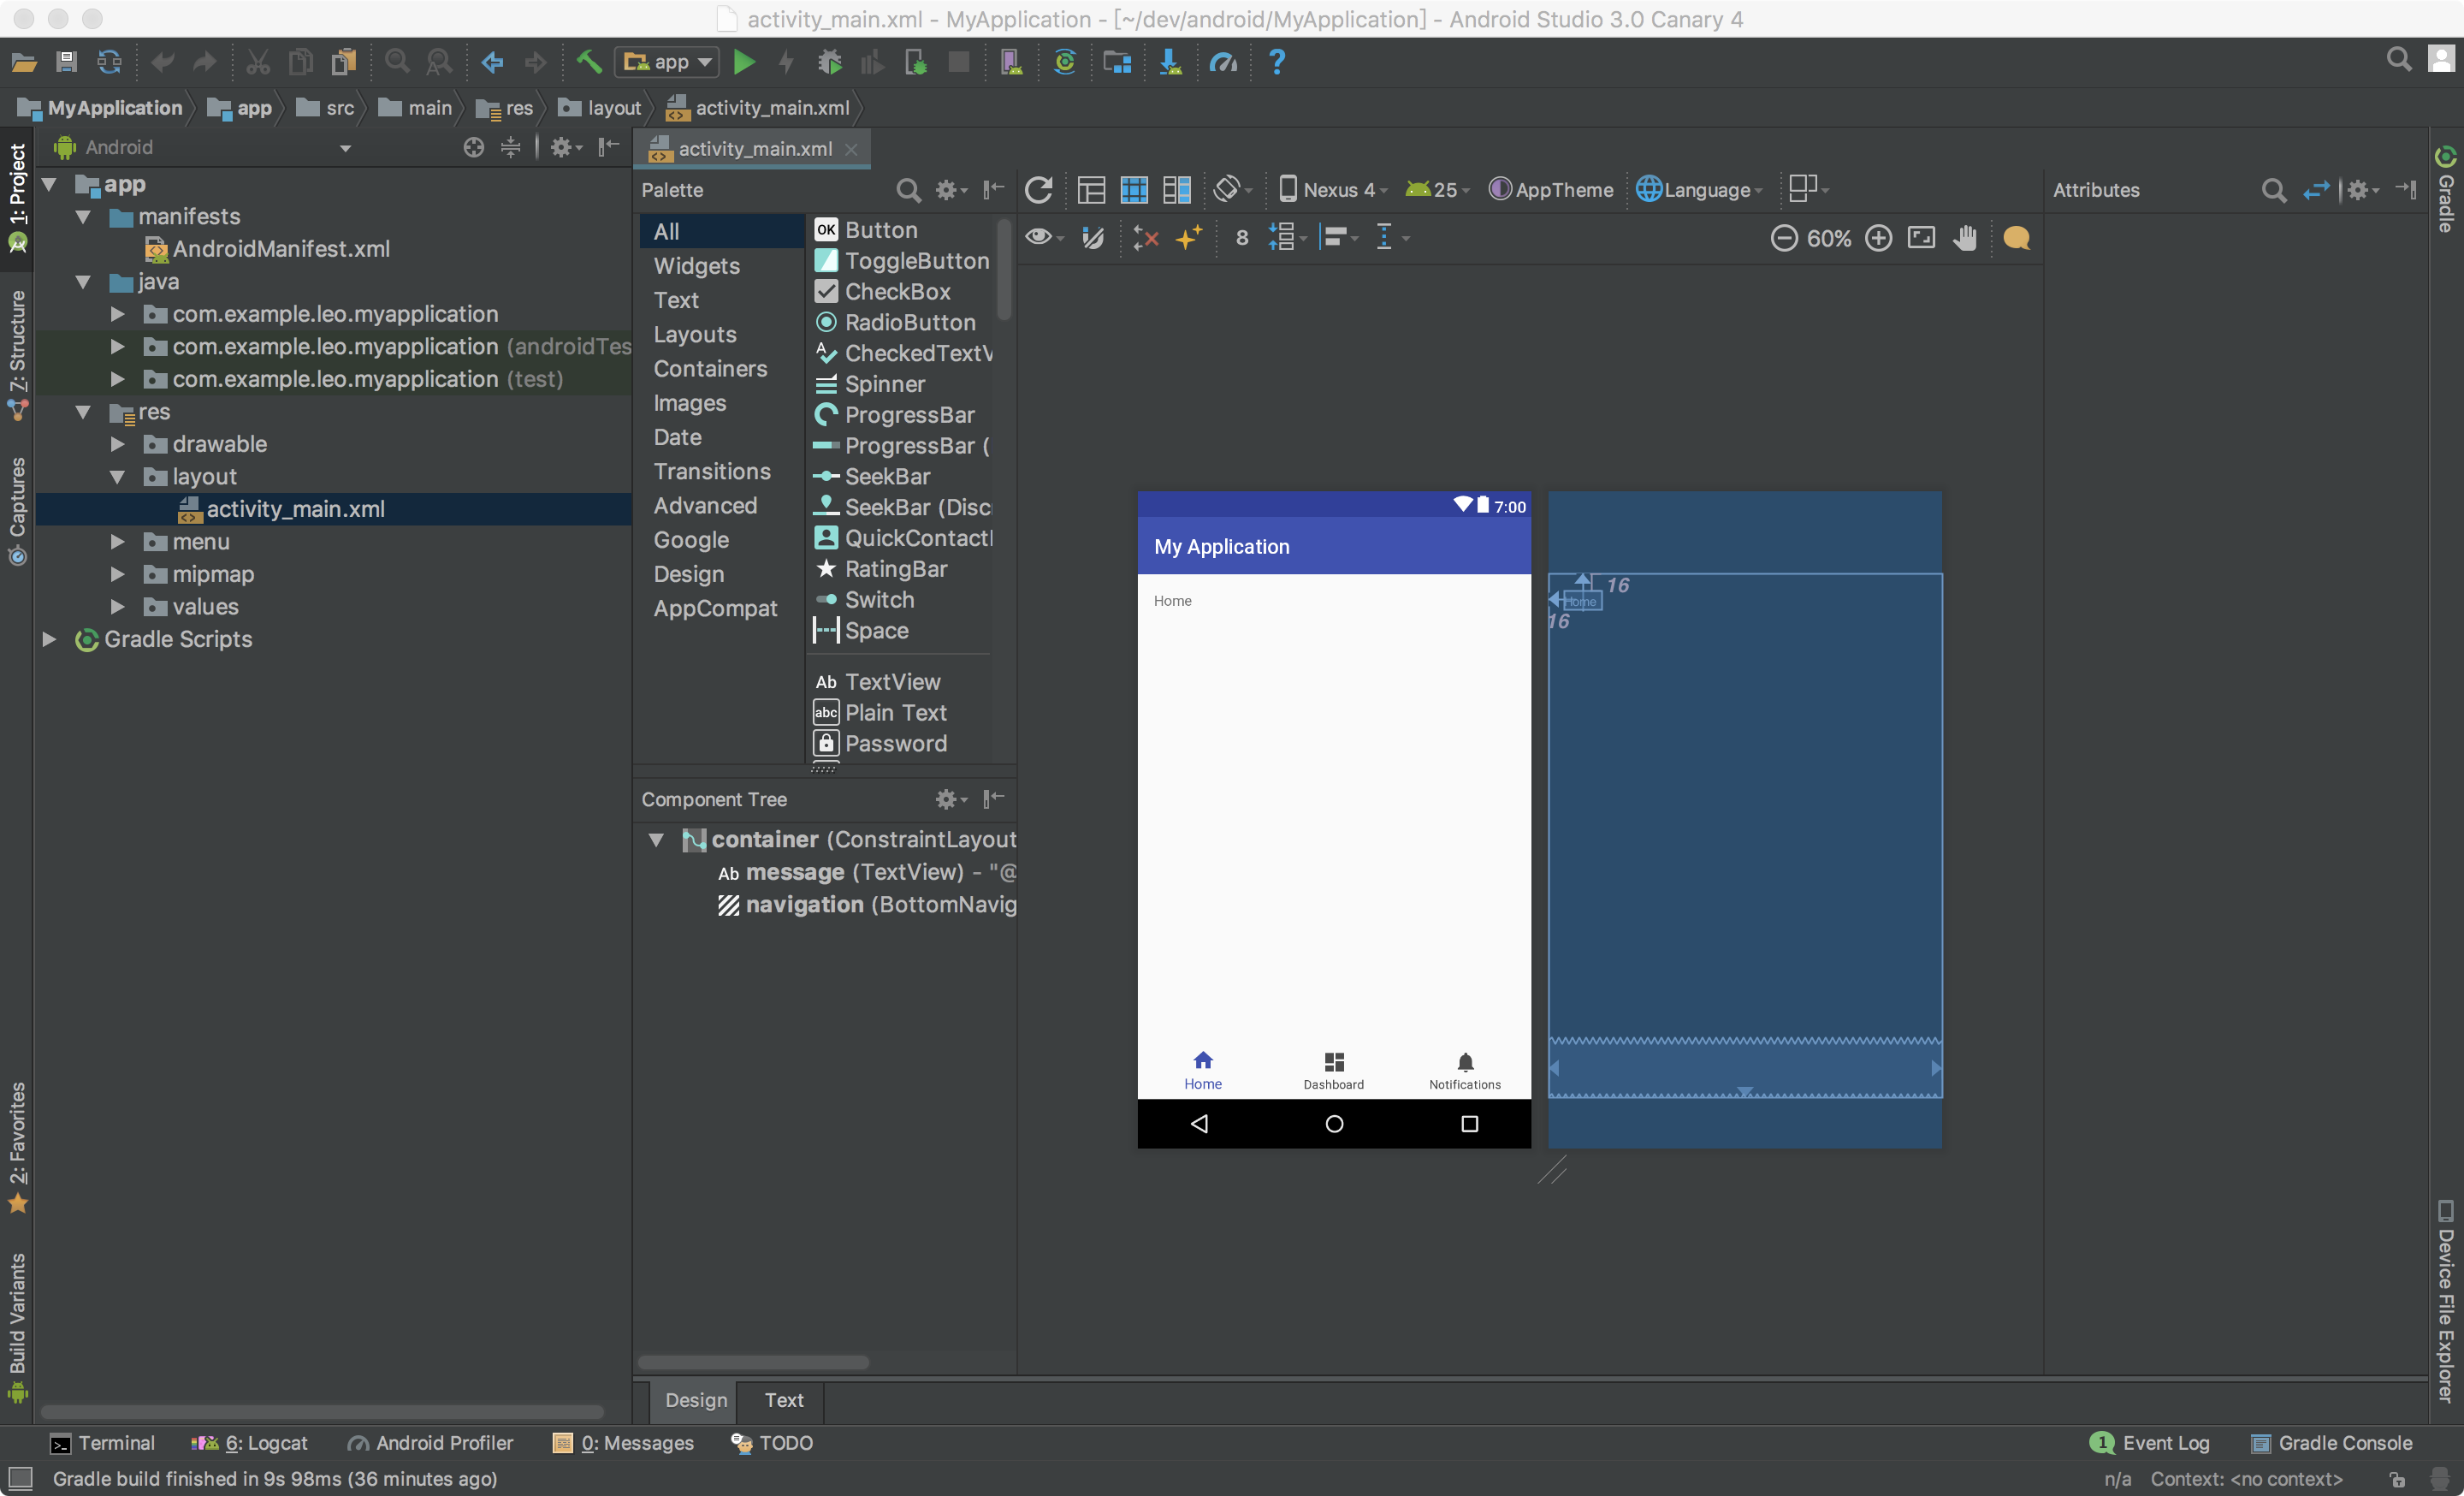 activity_main.xml - MyApplication - [~/dev/android/MyApplication] - Android Studio 3.0 Canary 4
app
MyApplication app src main res layout activity_main.xml
1: Project
Z: Structure
Captures
2: Favorites
Build Variants
Android
app
manifests
AndroidManifest.xml
java
com.example.leo.myapplication
com.example.leo.myapplication (androidTes
com.example.leo.myapplication (test)
res
drawable
layout
activity_main.xml
menu
mipmap
values
Gradle Scripts
activity_main.xml
Palette
All
Widgets
Text
Layouts
Containers
Images
Date
Transitions
Advanced
Google
Design
AppCompat
OK Button
ToggleButton
CheckBox
RadioButton
CheckedTextV
Spinner
ProgressBar
ProgressBar (
SeekBar
SeekBar (Disc
QuickContact
RatingBar
Switch
Space
Ab TextView
abc Plain Text
Password
Component Tree
container (ConstraintLayout
Ab message (TextView) - "@
navigation (BottomNavig
Nexus 4 25 AppTheme Language
8 60%
7:00
My Application
Home
Home Dashboard Notifications
16
Home
16
Attributes
Gradle
Device File Explorer
Design Text
Terminal 6: Logcat Android Profiler 0: Messages TODO 1 Event Log Gradle Console
Gradle build finished in 9s 98ms (36 minutes ago) n/a Context: <no context>